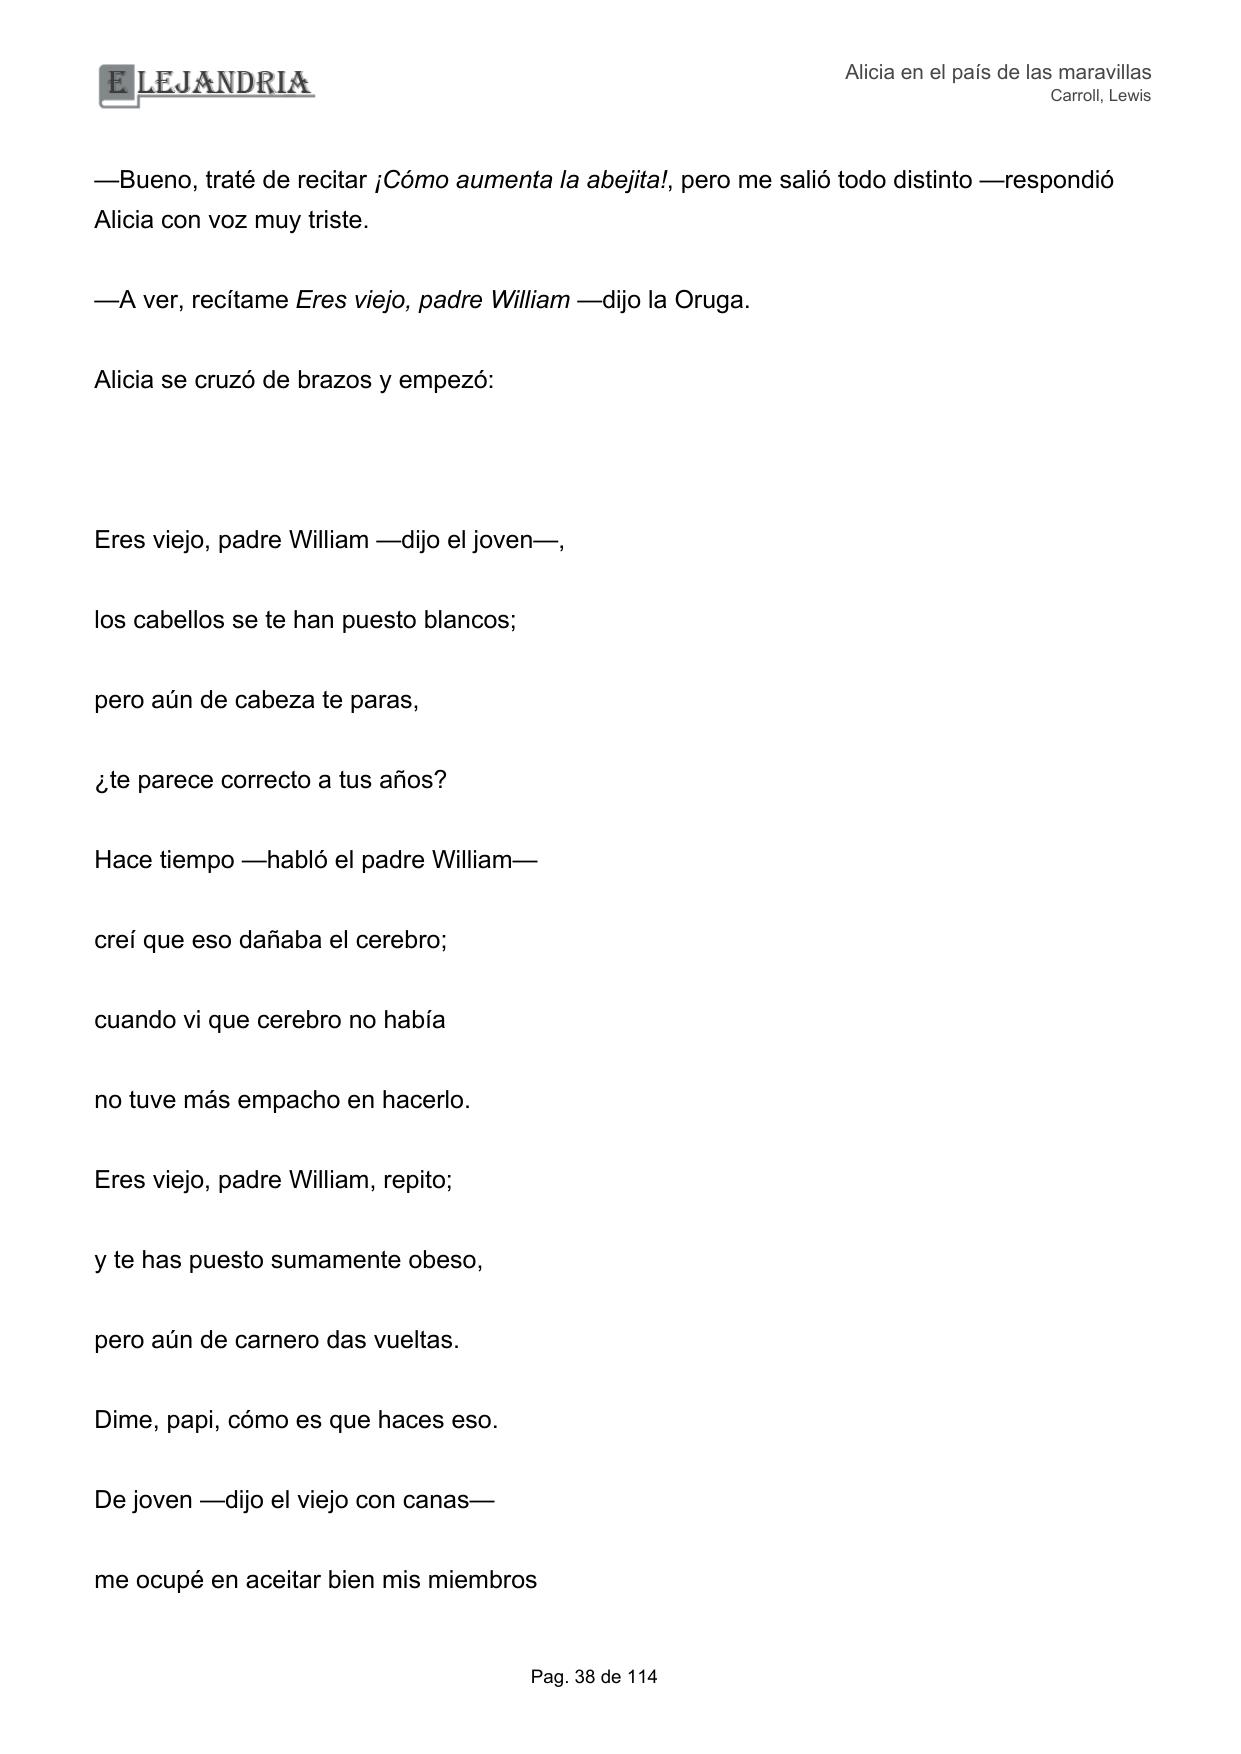 ELEJANDRIA
Alicia en el país de las maravillas
Carroll, Lewis
—Bueno, traté de recitar ¡Cómo aumenta la abejita!, pero me salió todo distinto —respondió
Alicia con voz muy triste.
—A ver, recítame Eres viejo, padre William —dijo la Oruga.
Alicia se cruzó de brazos y empezó:
Eres viejo, padre William —dijo el joven—,
los cabellos se te han puesto blancos;
pero aún de cabeza te paras,
¿te parece correcto a tus años?
Hace tiempo —habló el padre William—
creí que eso dañaba el cerebro;
cuando vi que cerebro no había
no tuve más empacho en hacerlo.
Eres viejo, padre William, repito;
y te has puesto sumamente obeso,
pero aún de carnero das vueltas.
Dime, papi, cómo es que haces eso.
De joven —dijo el viejo con canas—
me ocupé en aceitar bien mis miembros
Pag. 38 de 114